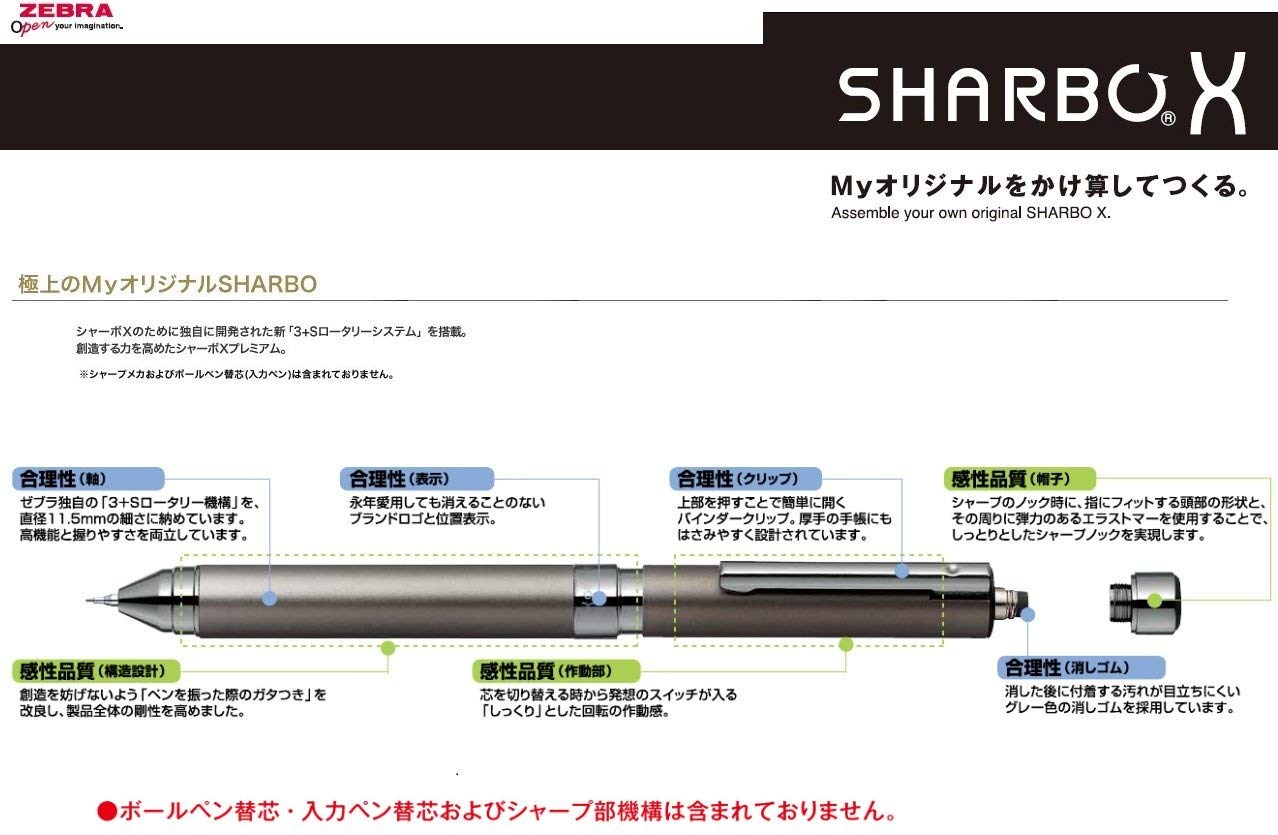 ZEBRA
Open your imagination.
SHARBO X
®
Myオリジナルをかけ算してつくる。
Assemble your own original SHARBO X.
極上のMyオリジナルSHARBO
シャーボXのために独自に開発された新「3+Sロータリーシステム」を搭載。
創造する力を高めたシャーボXプレミアム。
※シャープメカおよびボールペン替芯(入力ペン)は含まれておりません。
合理性(軸)
ゼブラ独自の「3+Sロータリー機構」を、
直径11.5mmの細さに納めています。
高機能と握りやすさを両立しています。
合理性(表示)
永年愛用しても消えることのない
ブランドロゴと位置表示。
合理性(クリップ)
上部を押すことで簡単に開く
バインダークリップ。厚手の手帳にも
はさみやすく設計されています。
感性品質(帽子)
シャープのノック時に、指にフィットする頭部の形状と、
その周りに弾力のあるエラストマーを使用することで、
しっとりとしたシャープノックを実現します。
感性品質(構造設計)
創造を妨げないよう「ペンを振った際のガタつき」を
改良し、製品全体の剛性を高めました。
感性品質(作動部)
芯を切り替える時から発想のスイッチが入る
「しっくり」とした回転の作動感。
合理性(消しゴム)
消した後に付着する汚れが目立ちにくい
グレー色の消しゴムを採用しています。
●ボールペン替芯・入力ペン替芯およびシャープ部機構は含まれておりません。